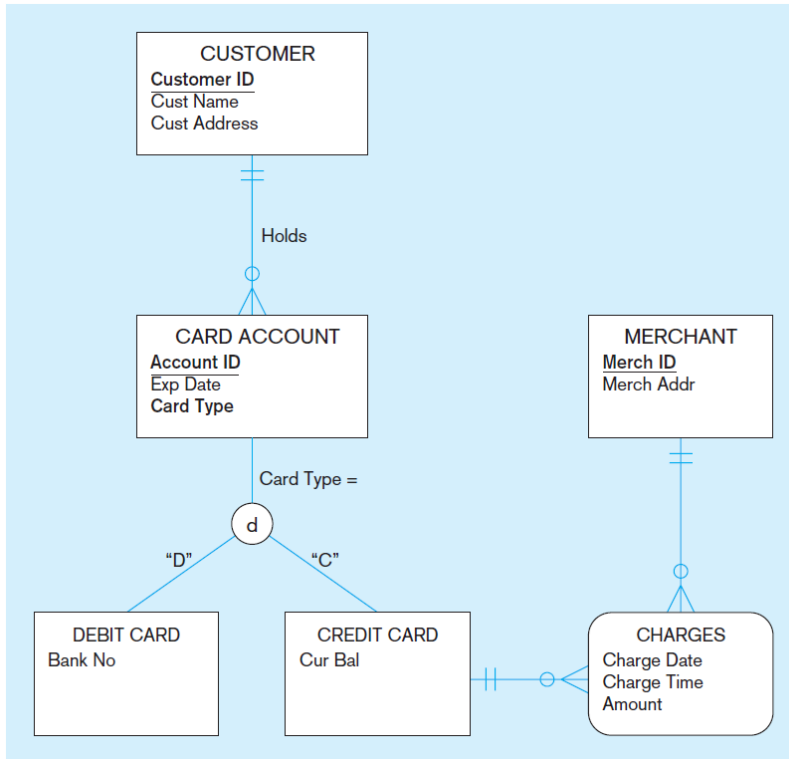 CUSTOMER
Customer ID
Cust Name
Cust Address
Holds
CARD ACCOUNT
Account ID
Exp Date
Card Type
MERCHANT
Merch ID
Merch Addr
Card Type =
d
“D”
“C”
DEBIT CARD
Bank No
CREDIT CARD
Cur Bal
CHARGES
Charge Date
Charge Time
Amount